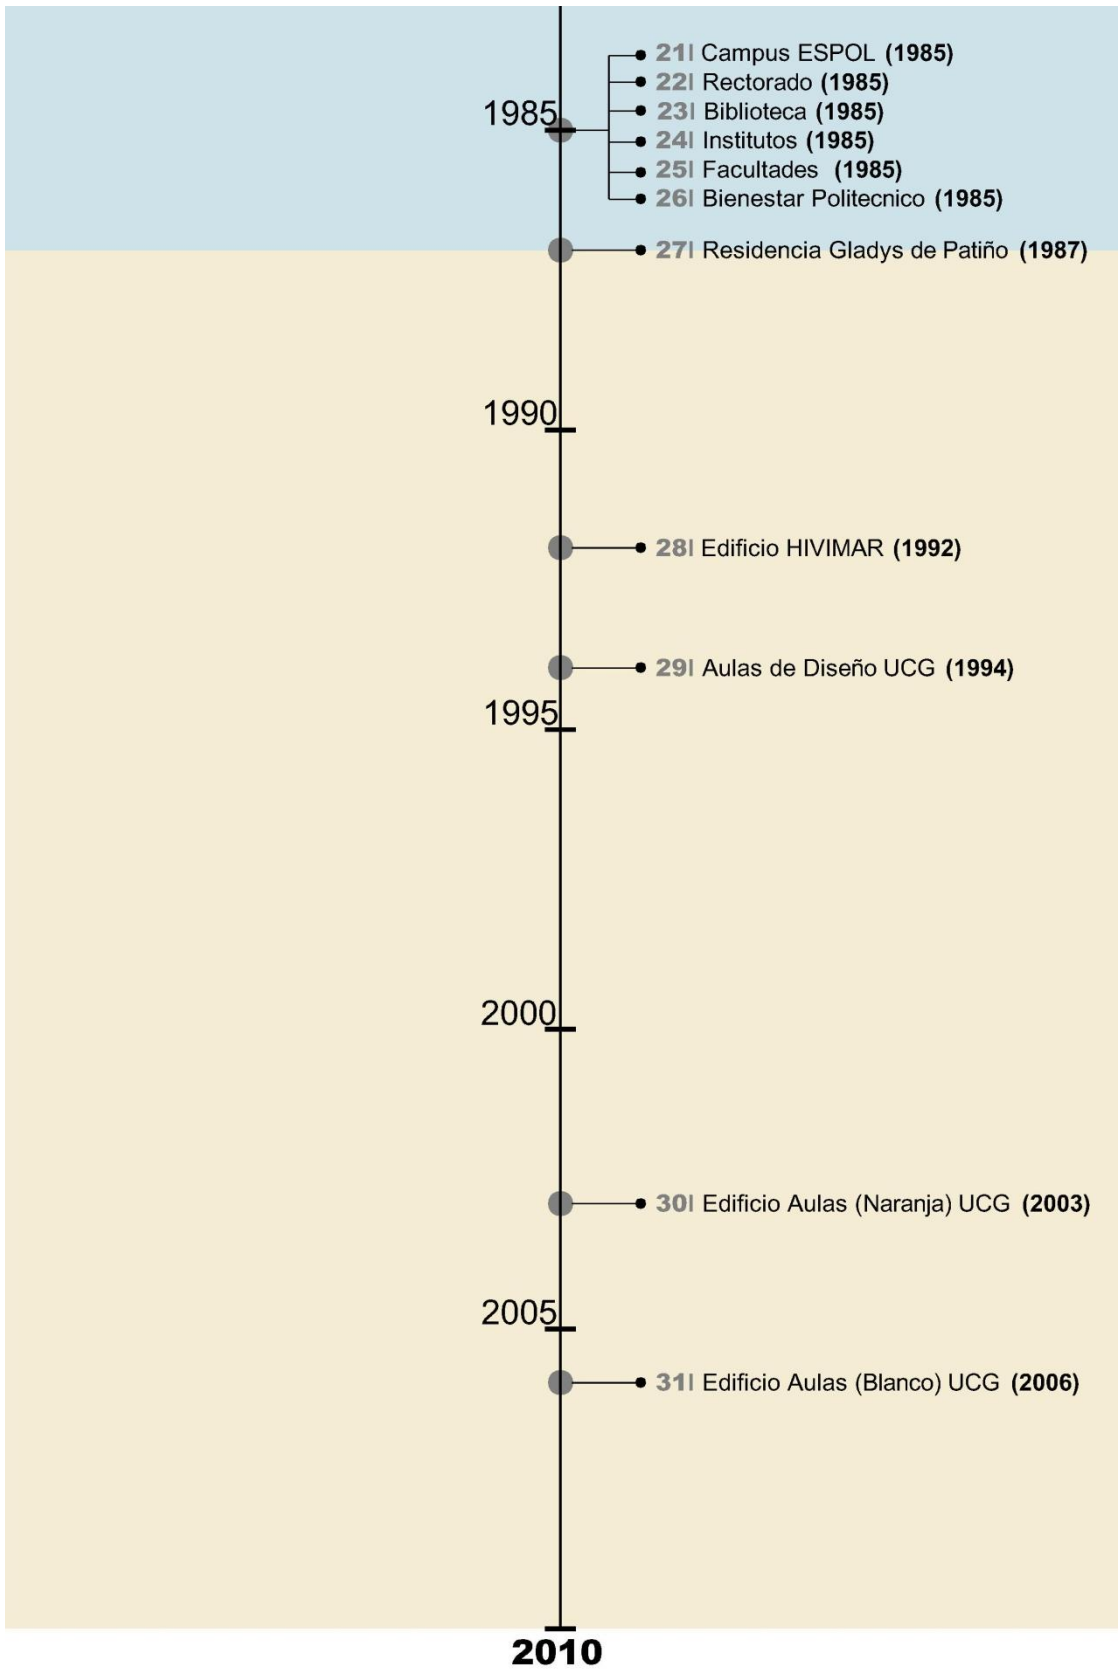 21| Campus ESPOL (1985)
22| Rectorado (1985)
23| Biblioteca (1985)
1985
24| Institutos (1985)
25| Facultades (1985)
26| Bienestar Politecnico (1985)
27| Residencia Gladys de Patiño (1987)
1990
28| Edificio HIVIMAR (1992)
29| Aulas de Diseño UCG (1994)
1995
2000
30| Edificio Aulas (Naranja) UCG (2003)
2005
31| Edificio Aulas (Blanco) UCG (2006)
2010